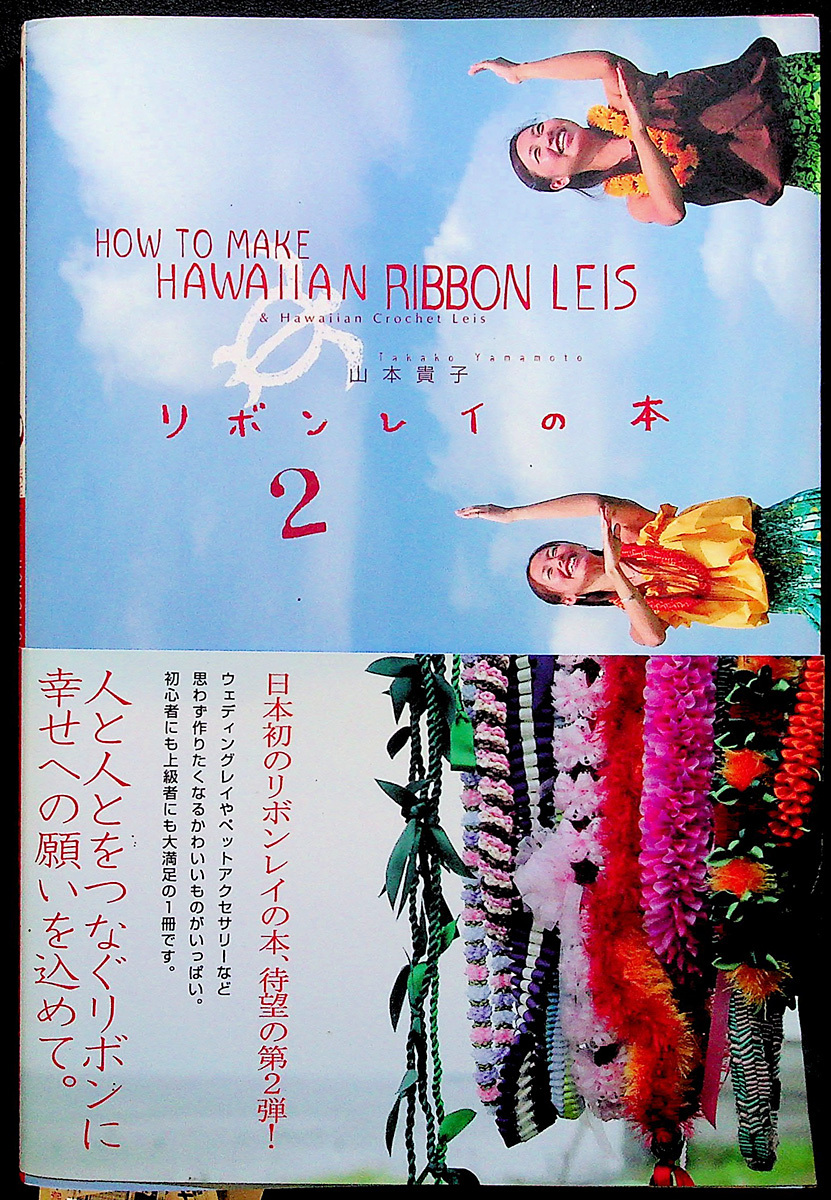 HOW TO MAKE
HAWAIIAN RIBBON LEIS
& Hawaiian Crochet Leis
Takako Yamamoto
山本貴子
リボンレイの本
2
日本初のリボンレイの本、待望の第2弾!
ウェディングレイやペットアクセサリーなど
思わず作りたくなるかわいいものがいっぱい。
初心者にも上級者にも大満足の1冊です。
人と人とをつなぐリボンに
幸せへの願いを込めて。